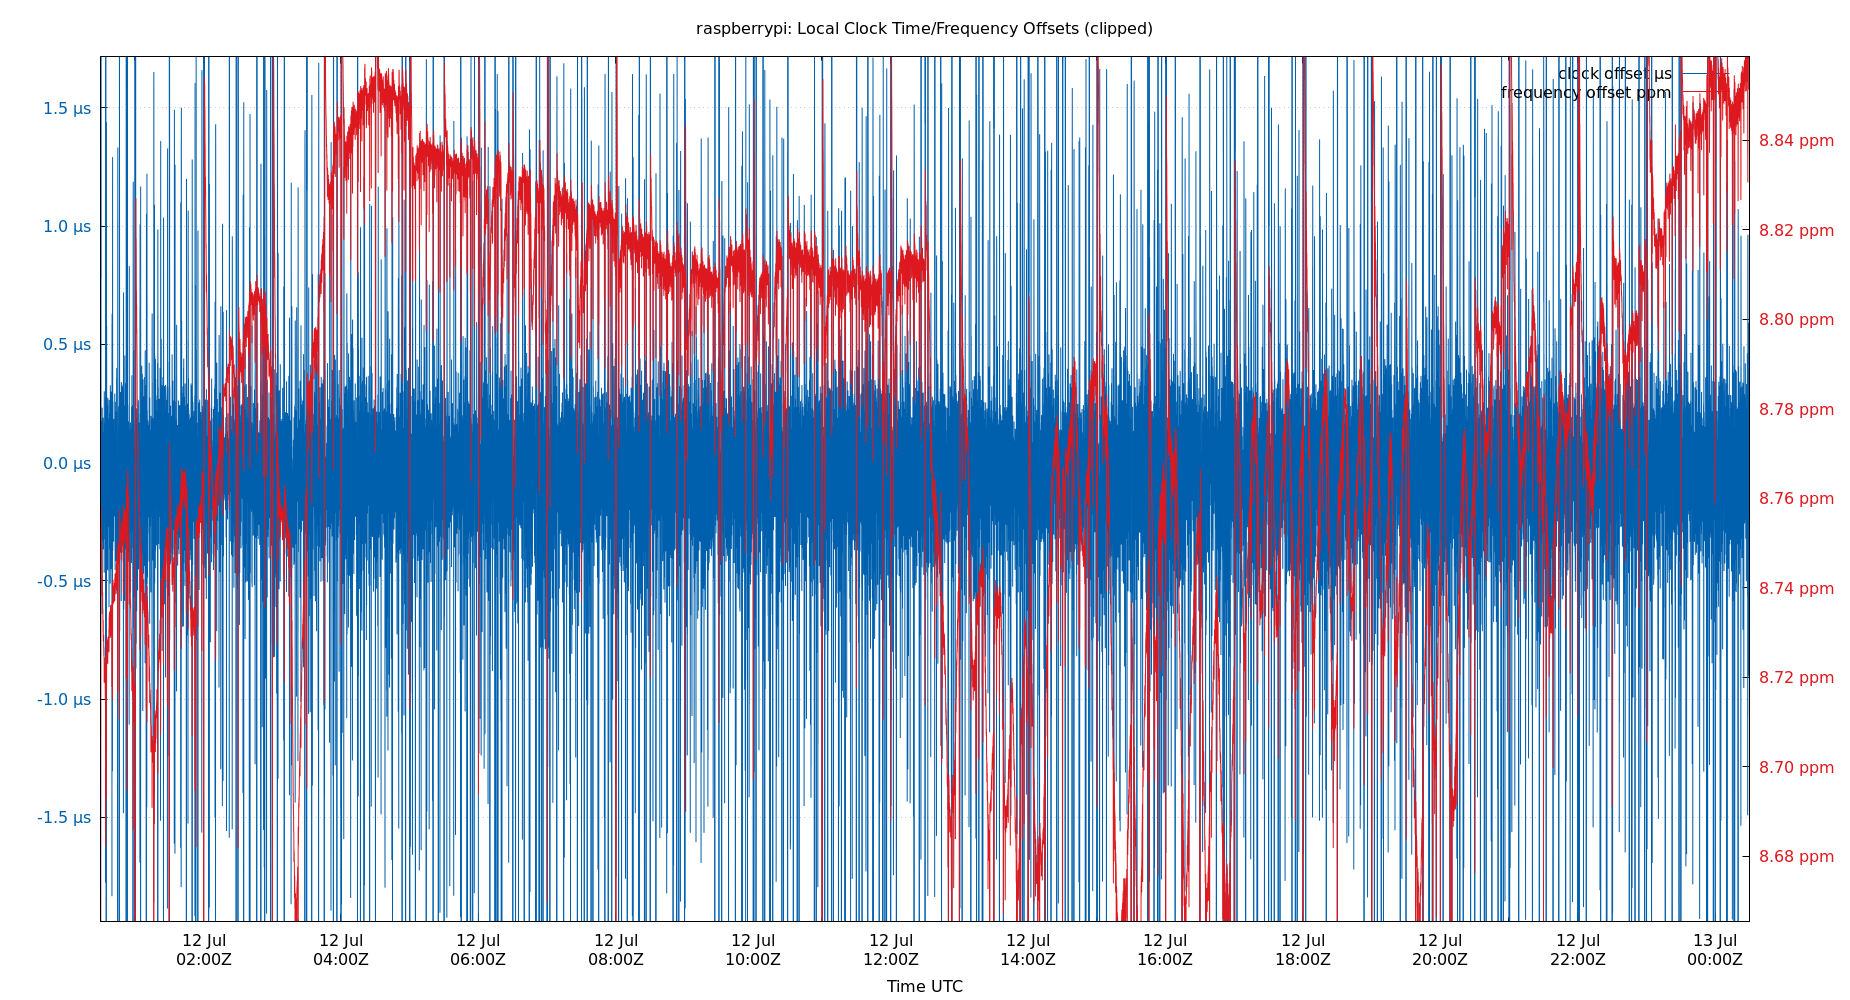 raspberrypi: Local Clock Time/Frequency Offsets (clipped)
clock offset µs
frequency offset ppm
1.5 µs
1.0 µs
0.5 µs
0.0 µs
-0.5 µs
-1.0 µs
-1.5 µs
8.84 ppm
8.82 ppm
8.80 ppm
8.78 ppm
8.76 ppm
8.74 ppm
8.72 ppm
8.70 ppm
8.68 ppm
12 Jul 12 Jul 12 Jul 12 Jul 12 Jul 12 Jul 12 Jul 12 Jul 12 Jul 12 Jul 12 Jul 13 Jul
02:00Z 04:00Z 06:00Z 08:00Z 10:00Z 12:00Z 14:00Z 16:00Z 18:00Z 20:00Z 22:00Z 00:00Z
Time UTC